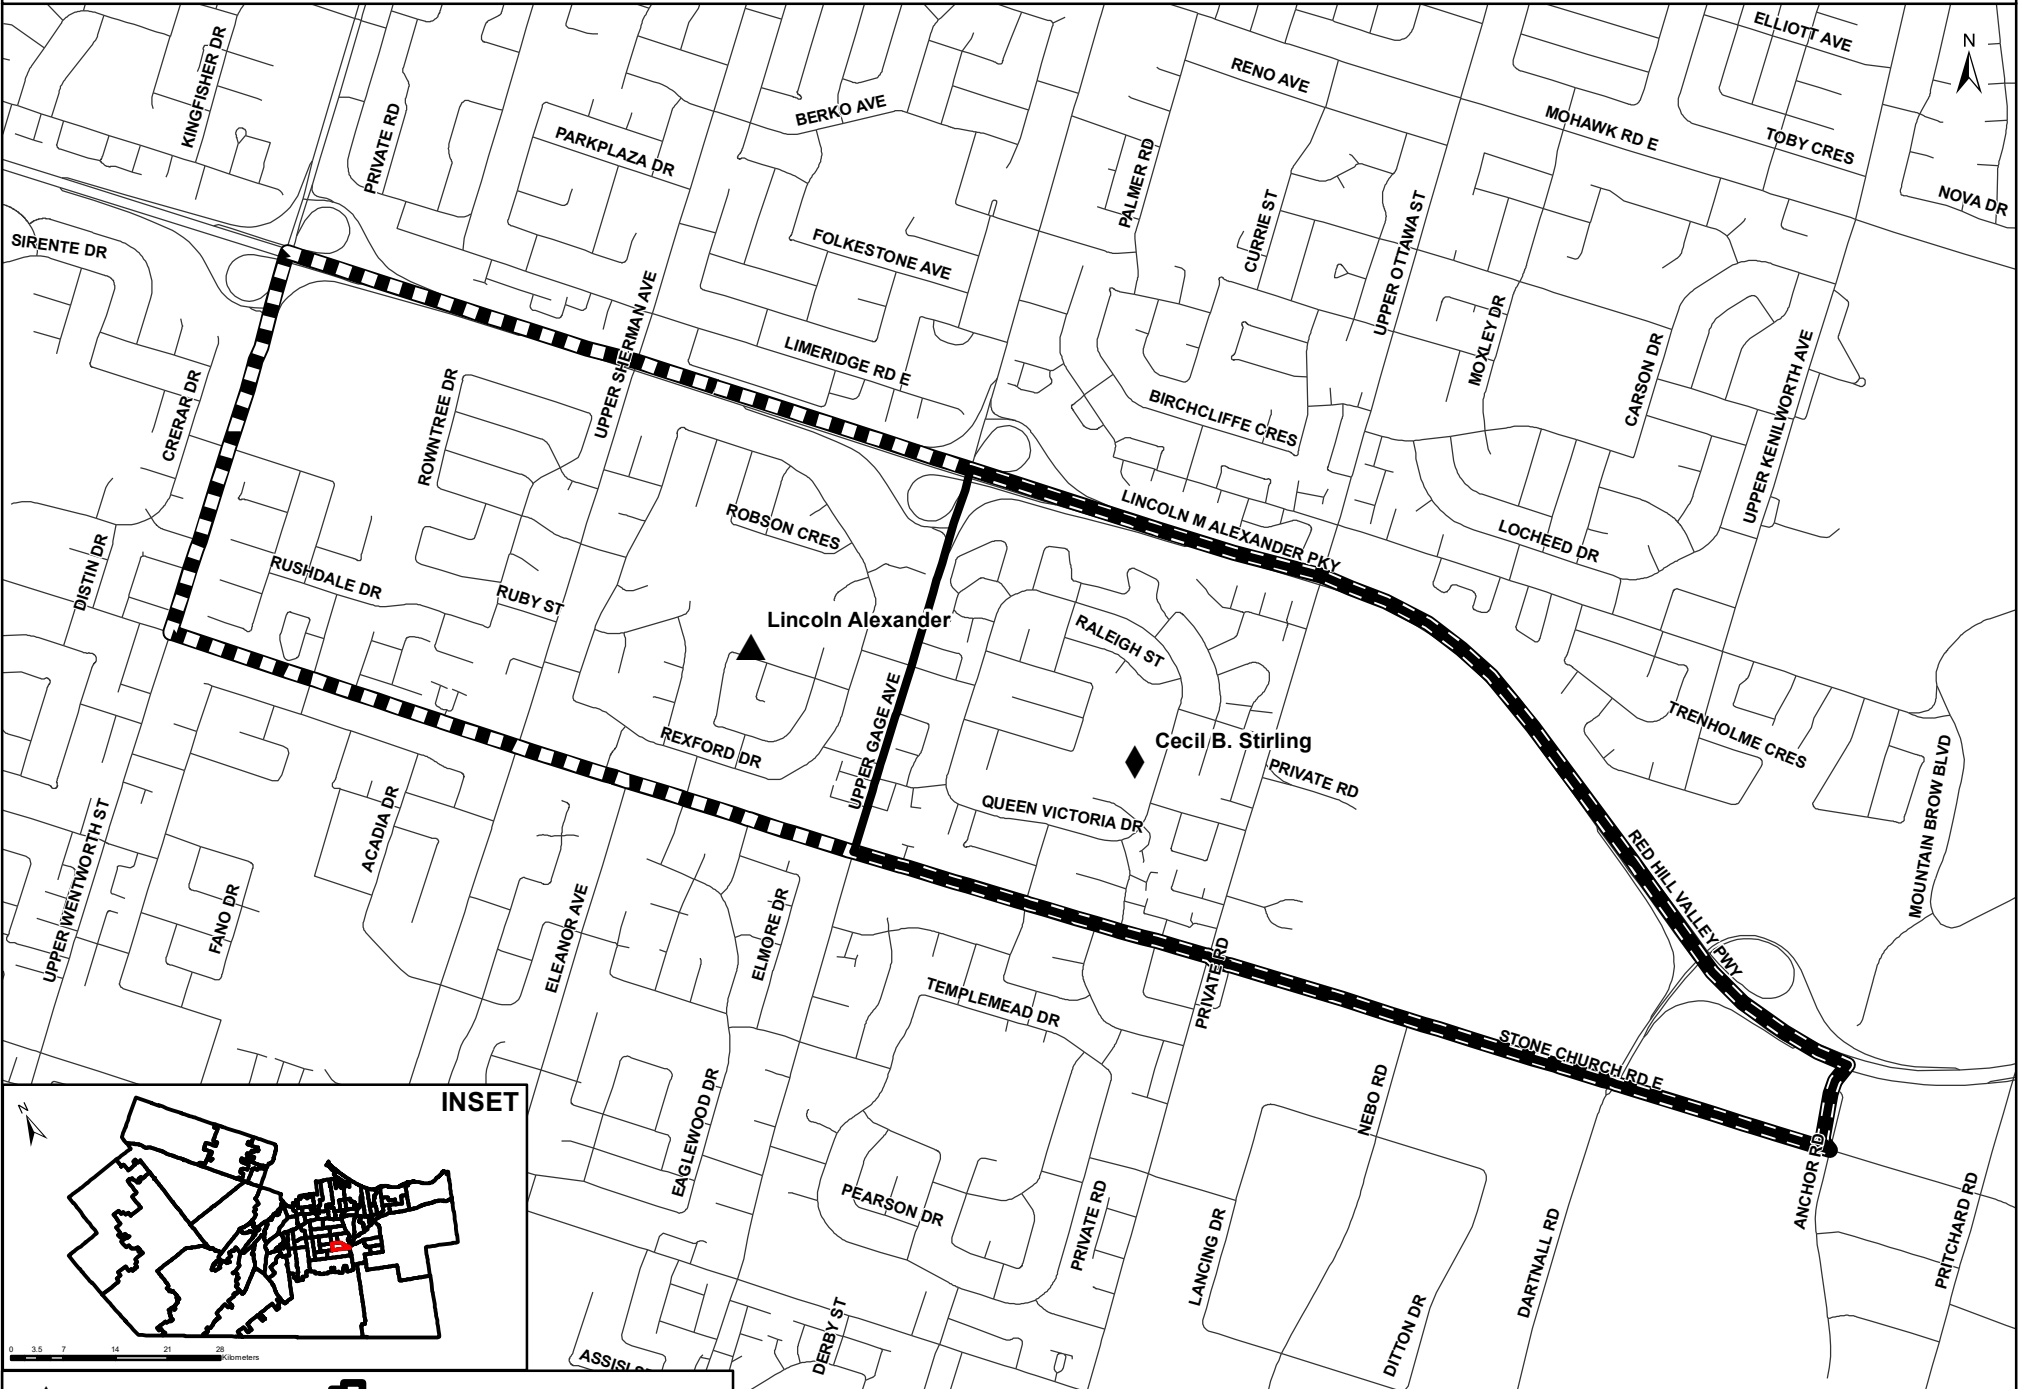 ELLIOTT AVE
KINGFISHER DR
N
RENO AVE
PRIVATE RD
BERKO AVE
MOHAWK RD E
PARKPLAZA DR
TOBY CRES
PALMER RD
NOVA DR
SIRENTE DR
CURRIE ST
UPPER OTTAWA ST
FOLKESTONE AVE
UPPER SHERMAN AVE
MOXLEY DR
LIMERIDGE RD E
CARSON DR
UPPER KENILWORTH AVE
CRERAR DR
ROWNTREE DR
BIRCHCLIFFE CRES
LINCOLN M ALEXANDER PKY
ROBSON CRES
LOCHEED DR
DISTIN DR
RUSHDALE DR
RUBY ST
Lincoln Alexander
RALEIGH ST
UPPER GAGE AVE
REXFORD DR
Cecil B. Stirling
TRENHOLME CRES
PRIVATE RD
QUEEN VICTORIA DR
MOUNTAIN BROW BLVD
ACADIA DR
UPPER WENTWORTH ST
RED HILL VALLEY PWY
FANO DR
ELEANOR AVE
ELMORE DR
PRIVATE RD
TEMPLEMEAD DR
STONE CHURCH RD E
NEBO RD
EAGLEWOOD DR
INSET
N
ANCHOR RD
PEARSON DR
PRIVATE RD
LANCING DR
DARTNALL RD
PRITCHARD RD
DERBY ST
DITTON DR
0 3.5 7 14 21 28
Kilometers